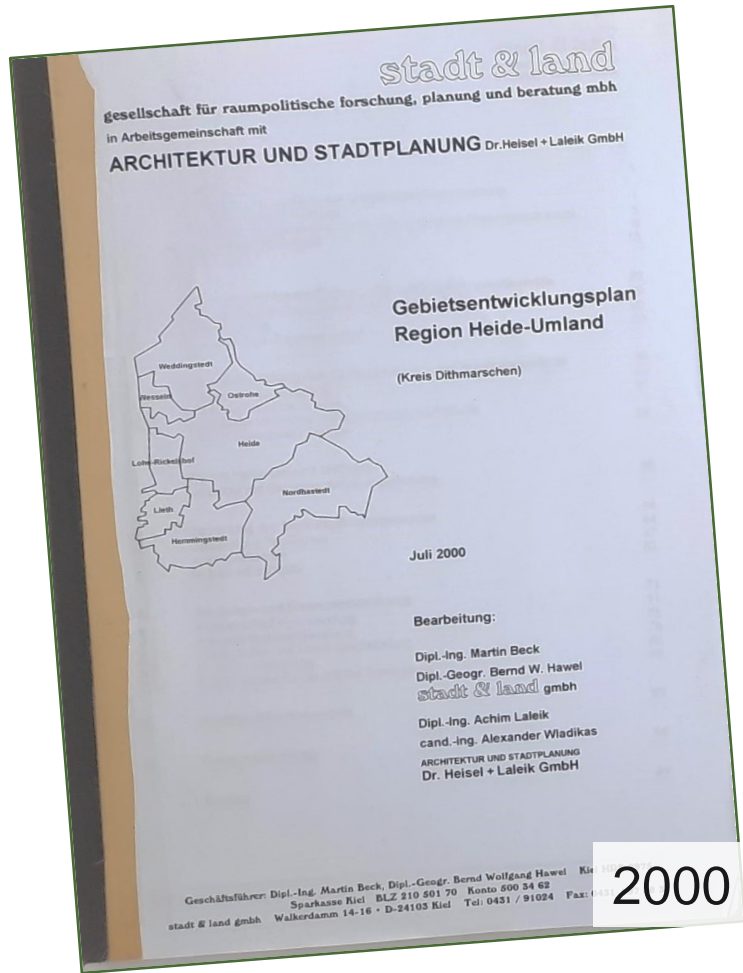 stadt & land
gesellschaft für raumpolitische forschung, planung und beratung mbh
in Arbeitsgemeinschaft mit
ARCHITEKTUR UND STADTPLANUNG Dr.Heisel + Laleik GmbH
Gebietsentwicklungsplan
Region Heide-Umland
(Kreis Dithmarschen)
Weddingstedt
Wesseln
Ostrohe
Heide
Lohe-Rickelshof
Nordhastedt
Lieth
Hemmingstedt
Juli 2000
Bearbeitung:
Dipl.-Ing. Martin Beck
Dipl.-Geogr. Bernd W. Hawel
stadt & land gmbh
Dipl.-Ing. Achim Laleik
cand.-ing. Alexander Wladikas
ARCHITEKTUR UND STADTPLANUNG
Dr. Heisel + Laleik GmbH
Geschäftsführer: Dipl.-Ing. Martin Beck, Dipl.-Geogr. Bernd Wolfgang Hawel
Sparkasse Kiel BLZ 210 501 70 Konto 500 34 62
stadt & land gmbh Walkerdamm 14-16 • D-24103 Kiel Tel: 0431 / 91024 Fax:
2000